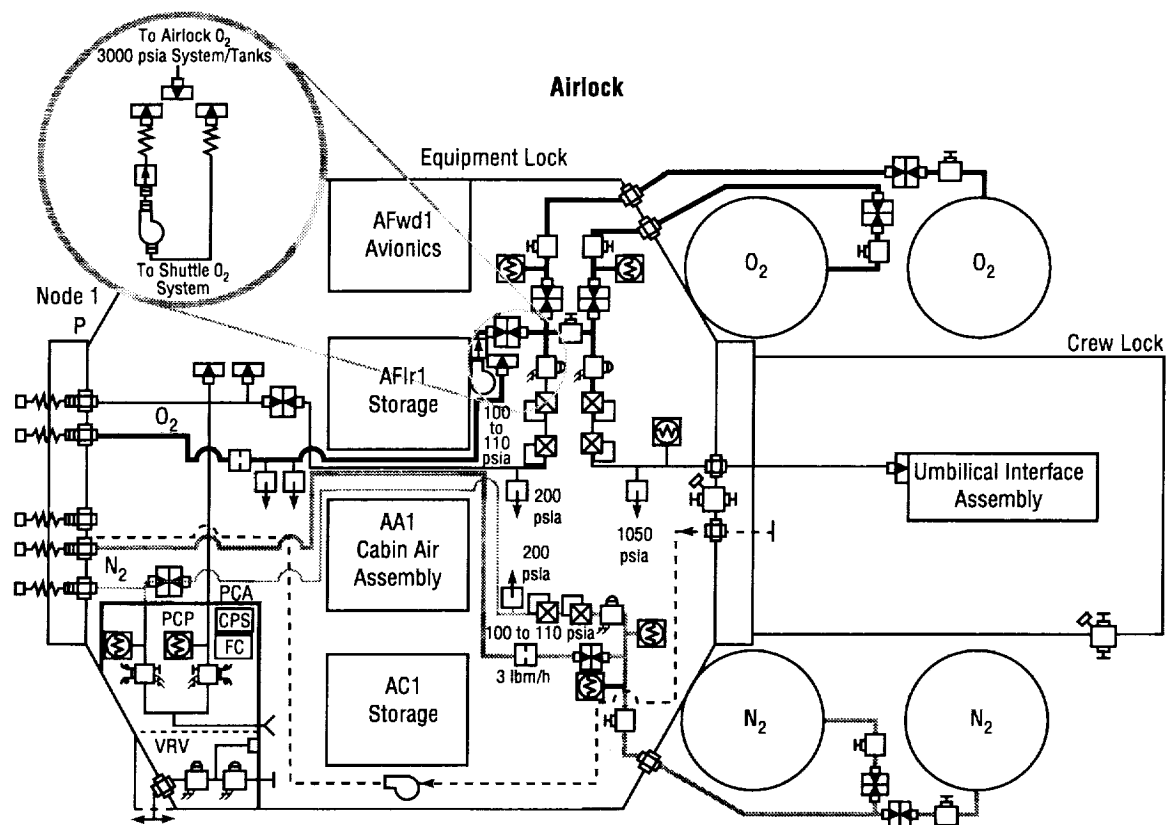 To Airlock O2
3000 psia System/Tanks
Airlock
Equipment Lock
AFwd1
Avionics
O2
O2
To Shuttle O2
System
Node 1
P
Crew Lock
AFlr1
Storage
O2
100
to
110
psia
Umbilical Interface
Assembly
200
psia
1050
psia
AA1
Cabin Air
Assembly
200
psia
N2
PCA
PCP
CPS
FC
100 to 110 psia
3 lbm/h
AC1
Storage
N2
N2
VRV